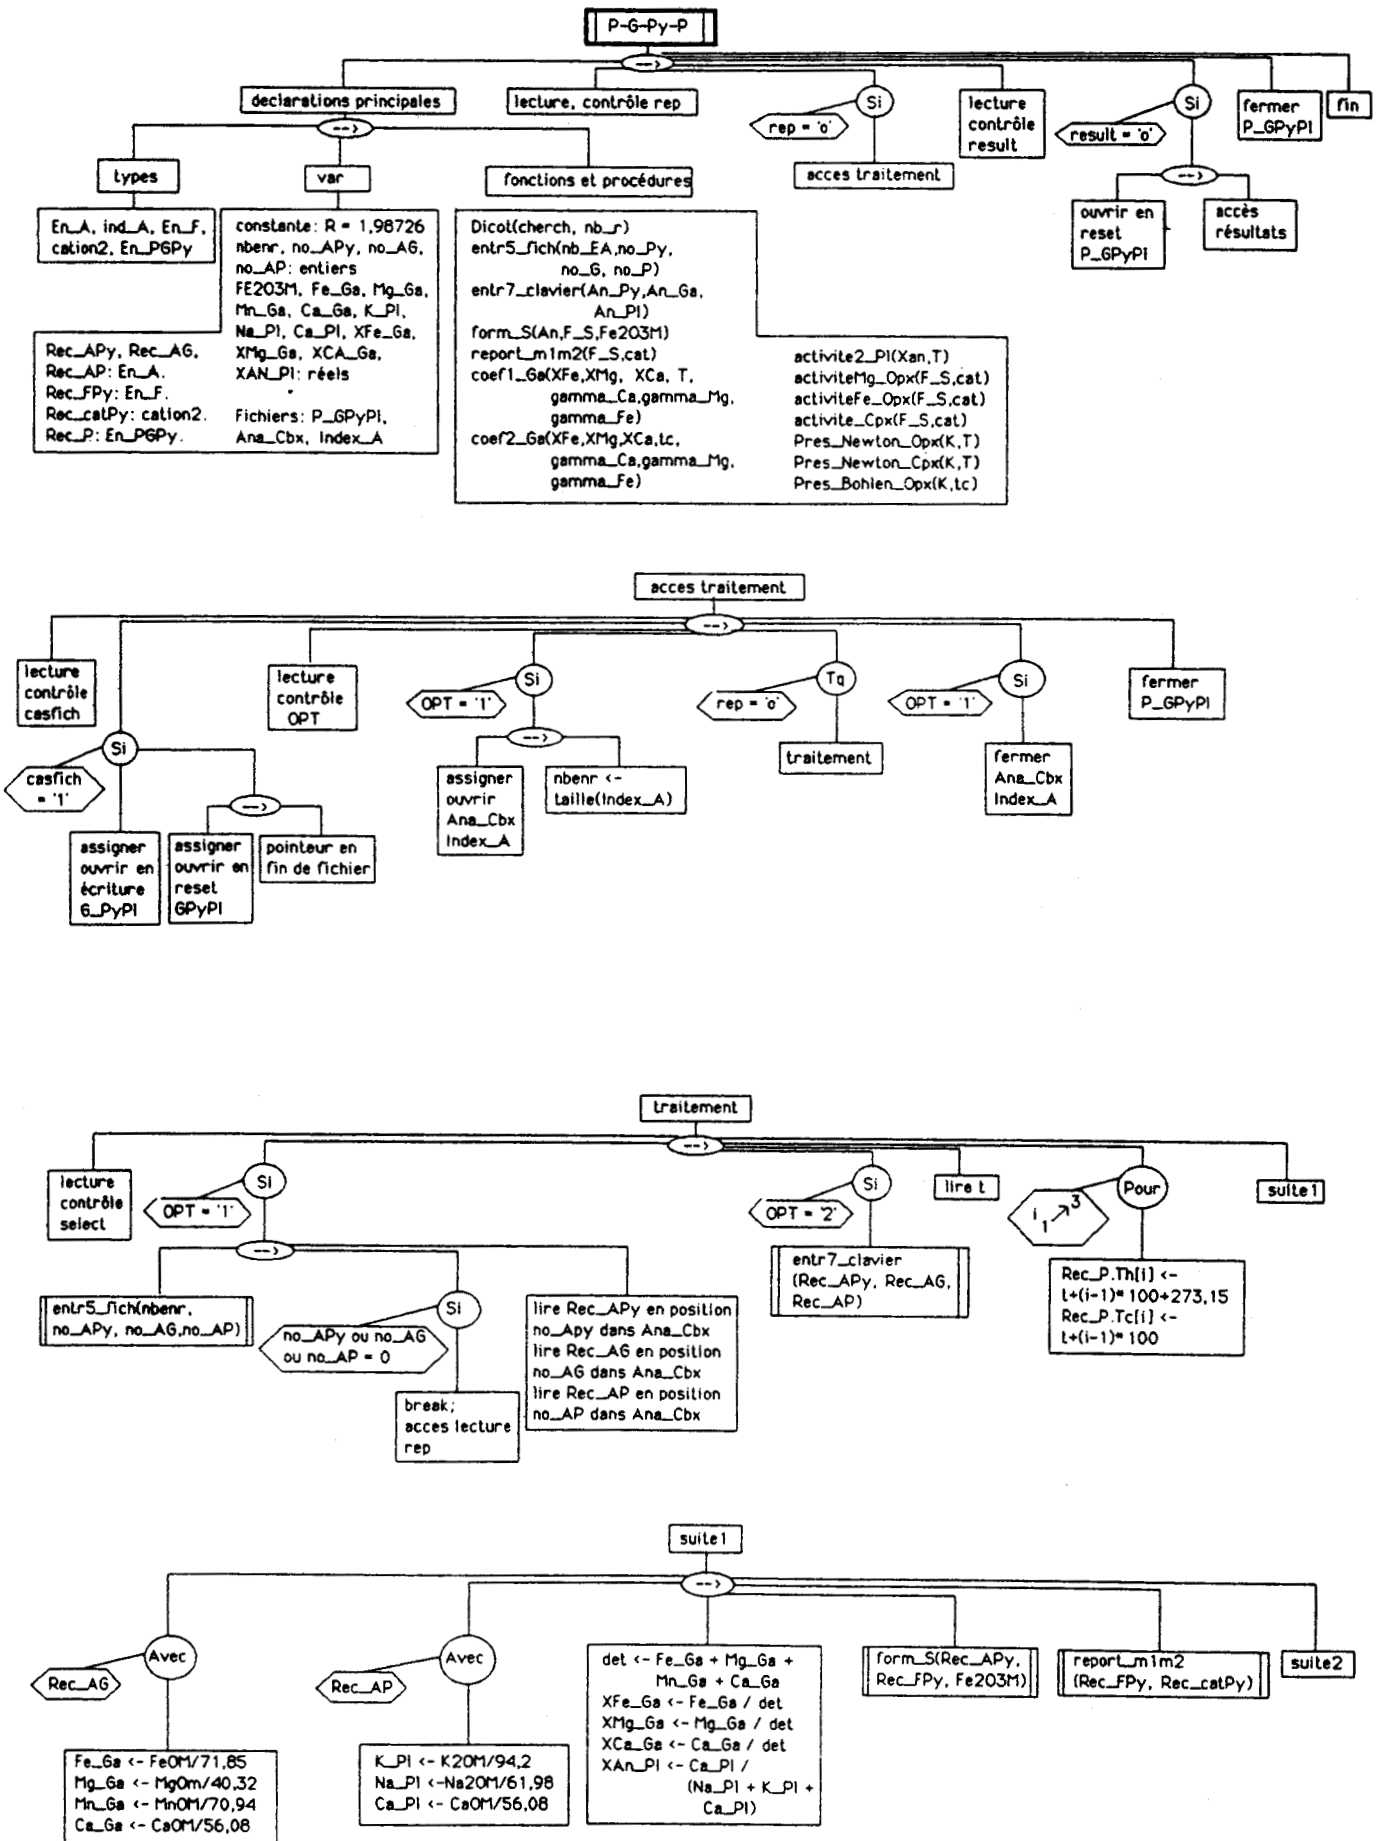 P-G-Py-P
-->
declarations principales
lecture, contrôle rep
Si
rep = 'o'
acces traitement
lecture
contrôle
result
Si
result = 'o'
-->
ouvrir en
reset
P_GPyPl
accès
résultats
fermer
P_GPyPl
fin
-->
types
En_A, ind_A, En_F,
cation2, En_PGPy
var
constante: R = 1,98726
nbenr, no_APy, no_AG,
no_AP: entiers
FE2O3M, Fe_Ga, Mg_Ga,
Mn_Ga, Ca_Ga, K_Pl,
Na_Pl, Ca_Pl, XFe_Ga,
XMg_Ga, XCA_Ga,
XAN_Pl: réels
Fichiers: P_GPyPl,
Ana_Cbx, Index_A
Rec_APy, Rec_AG,
Rec_AP: En_A.
Rec_FPy: En_F.
Rec_catPy: cation2.
Rec_P: En_PGPy.
fonctions et procédures
Dicot(cherch, nb_r)
entr5_fich(nb_EA,no_Py,
no_G, no_P)
entr7_clavier(An_Py,An_Ga,
An_Pl)
form_S(An,F_S,Fe2O3M)
report_m1m2(F_S,cat)
coef1_Ga(XFe,XMg, XCa, T,
gamma_Ca,gamma_Mg,
gamma_Fe)
coef2_Ga(XFe,XMg,XCa,tc,
gamma_Ca,gamma_Mg,
gamma_Fe)
activite2_Pl(Xan,T)
activiteMg_Opx(F_S,cat)
activiteFe_Opx(F_S,cat)
activite_Cpx(F_S,cat)
Pres_Newton_Opx(K,T)
Pres_Newton_Cpx(K,T)
Pres_Bohlen_Opx(K,tc)
acces traitement
-->
lecture
contrôle
casfich
Si
casfich
= '1'
assigner
ouvrir en
écriture
G_PyPl
-->
assigner
ouvrir en
reset
GPyPl
pointeur en
fin de fichier
lecture
contrôle
OPT
Si
OPT = '1'
-->
assigner
ouvrir
Ana_Cbx
Index_A
nbenr <-
taille(Index_A)
Tq
rep = 'o'
traitement
Si
OPT = '1'
fermer
Ana_Cbx
Index_A
fermer
P_GPyPl
traitement
-->
lecture
contrôle
select
Si
OPT = '1'
-->
entr5_fich(nbenr,
no_APy, no_AG,no_AP)
Si
no_APy ou no_AG
ou no_AP = 0
break;
acces lecture
rep
lire Rec_APy en position
no_Apy dans Ana_Cbx
lire Rec_AG en position
no_AG dans Ana_Cbx
lire Rec_AP en position
no_AP dans Ana_Cbx
Si
OPT = '2'
entr7_clavier
(Rec_APy, Rec_AG,
Rec_AP)
lire t
Pour
i 1 3
Rec_P.Th[i] <-
t+(i-1)*100+273,15
Rec_P.Tc[i] <-
t+(i-1)*100
suite1
suite1
-->
Avec
Rec_AG
Fe_Ga <- FeOM/71,85
Mg_Ga <- MgOm/40,32
Mn_Ga <- MnOM/70,94
Ca_Ga <- CaOM/56,08
Avec
Rec_AP
K_Pl <- K2OM/94,2
Na_Pl <-Na2OM/61,98
Ca_Pl <- CaOM/56,08
det <- Fe_Ga + Mg_Ga +
Mn_Ga + Ca_Ga
XFe_Ga <- Fe_Ga / det
XMg_Ga <- Mg_Ga / det
XCa_Ga <- Ca_Ga / det
XAn_Pl <- Ca_Pl /
(Na_Pl + K_Pl +
Ca_Pl)
form_S(Rec_APy,
Rec_FPy, Fe2O3M)
report_m1m2
(Rec_FPy, Rec_catPy)
suite2